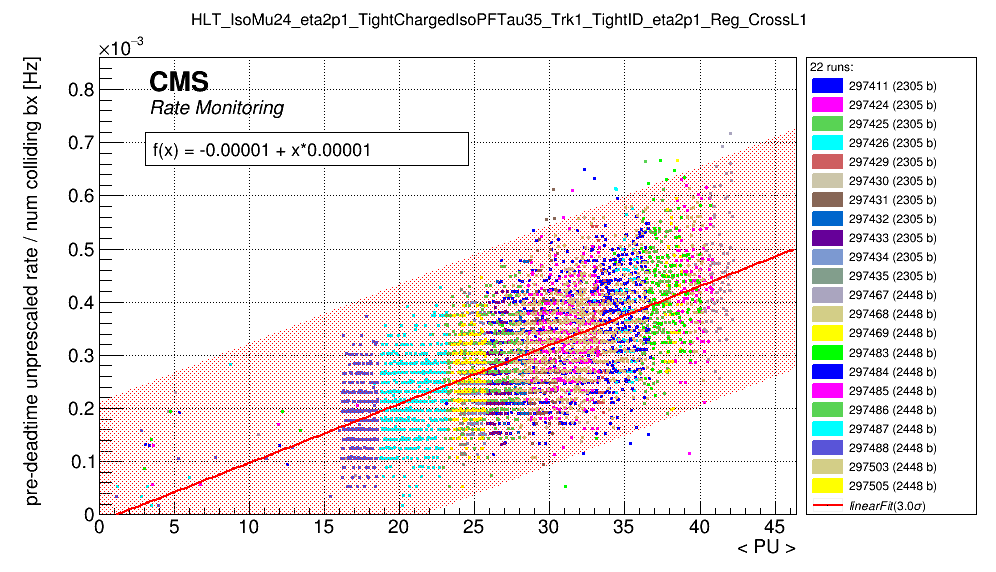 HLT_IsoMu24_eta2p1_TightChargedIsoPFTau35_Trk1_TightID_eta2p1_Reg_CrossL1
×10⁻³
pre-deadtime unprescaled rate / num colliding bx [Hz]
0.8
0.7
0.6
0.5
0.4
0.3
0.2
0.1
0
CMS
Rate Monitoring
f(x) = -0.00001 + x*0.00001
0 5 10 15 20 25 30 35 40 45
< PU >
22 runs:
297411 (2305 b)
297424 (2305 b)
297425 (2305 b)
297426 (2305 b)
297429 (2305 b)
297430 (2305 b)
297431 (2305 b)
297432 (2305 b)
297433 (2305 b)
297434 (2305 b)
297435 (2305 b)
297467 (2448 b)
297468 (2448 b)
297469 (2448 b)
297483 (2448 b)
297484 (2448 b)
297485 (2448 b)
297486 (2448 b)
297487 (2448 b)
297488 (2448 b)
297503 (2448 b)
297505 (2448 b)
linearFit(3.0σ)